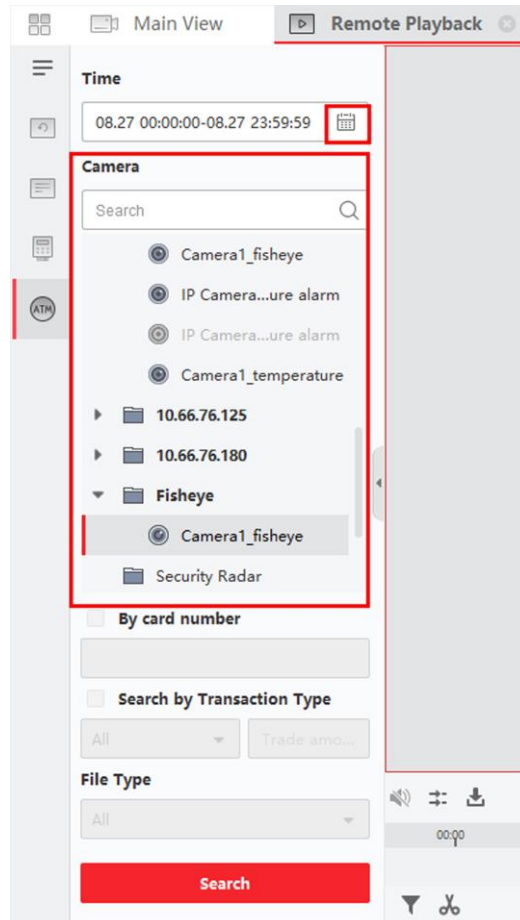 Main View
Remote Playback
Time
08.27 00:00:00-08.27 23:59:59
Camera
Search
Camera1_fisheye
IP Camera...ure alarm
ATM
IP Camera...ure alarm
Camera1_temperature
10.66.76.125
10.66.76.180
Fisheye
Camera1_fisheye
Security Radar
By card number
Search by Transaction Type
All
Trade amo...
File Type
All
00:00
Search